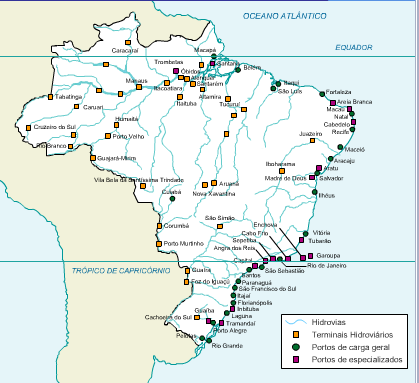 OCEANO ATLÂNTICO
EQUADOR
Caracaraí
Macapá
Trombetas
Santana
Óbidos
Belém
Manaus
Santarém
Itacoatiara
Itaqui
São Luís
Tabatinga
Altamira
Fortaleza
Itaituba
Tucuruí
Areia Branca
Macau
Caruari
Natal
Cabedelo
Humaitá
Recife
Cruzeiro do Sul
Porto Velho
Juazeiro
Rio Branco
Maceió
Guajará-Mirim
Aracaju
Ibotirama
Aratu
Vila Bela da Santíssima Trindade
Madre de Deus
Salvador
Aruanã
Cuiabá
Nova Xavantina
Ilhéus
São Simão
Corumbá
Enchova
Vitória
Cabo Frio
Tubarão
Porto Murtinho
Sepetiba
Angra dos Reis
Garoupa
Capital
Rio de Janeiro
TRÓPICO DE CAPRICÓRNIO
Guaíra
São Sebastião
Santos
Foz do Iguaçu
Paranaguá
São Francisco do Sul
Itajaí
Florianópolis
Guaíba
Imbituba
Cachoeira do Sul
Laguna
Tramandaí
Porto Alegre
Pelotas
Rio Grande
Hidrovias
Terminais Hidroviários
Portos de carga geral
Portos de especializados